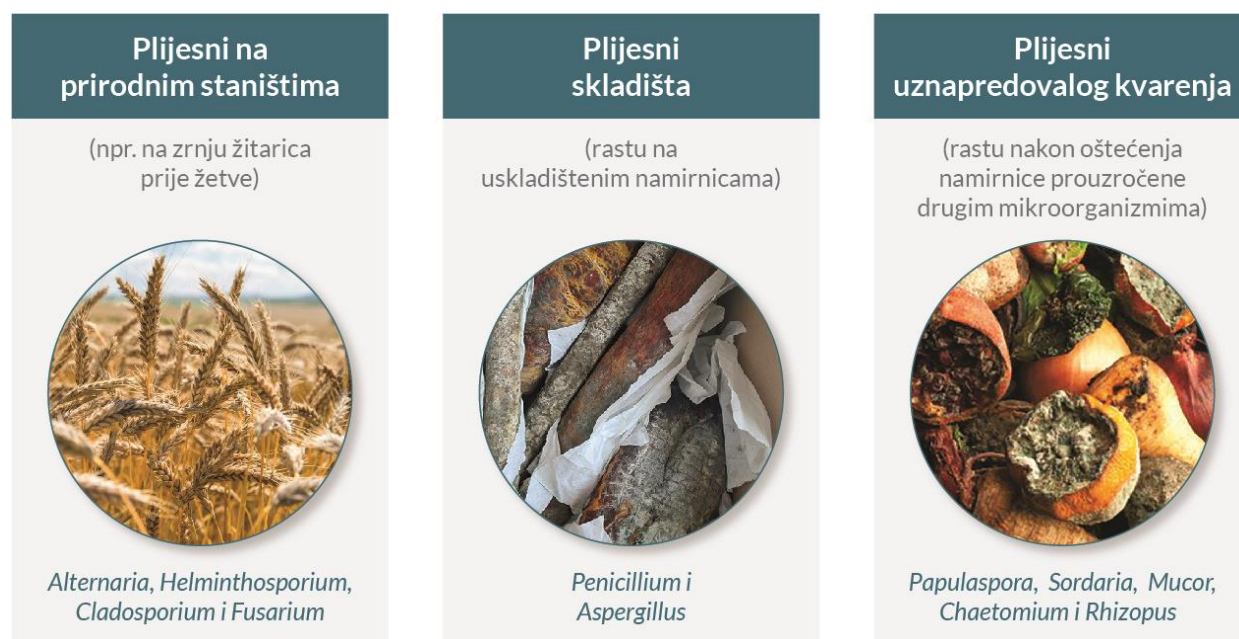 Plijesni na
prirodnim staništima
(npr. na zrnju žitarica
prije žetve)
Alternaria, Helminthosporium,
Cladosporium i Fusarium
Plijesni
skladišta
(rastu na
uskladištenim namirnicama)
Penicillium i
Aspergillus
Plijesni
uznapredovalog kvarenja
(rastu nakon oštećenja
namirnice prouzročene
drugim mikroorganizmima)
Papulaspora, Sordaria, Mucor,
Chaetomium i Rhizopus